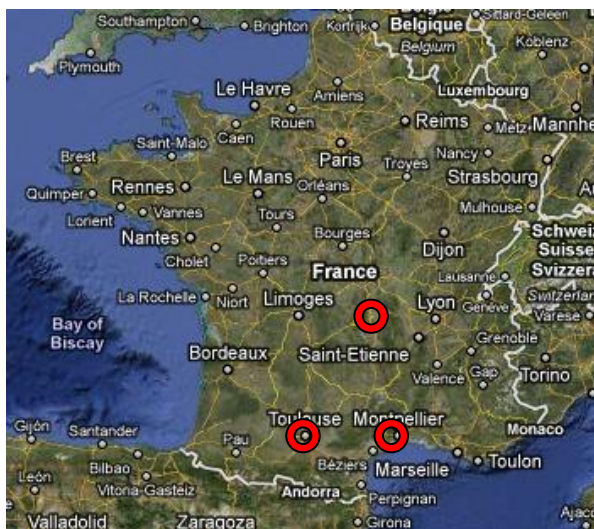 Southampton
Brighton
Kortrijk
België
Belgique
Belgium
Sittard-Geleen
Koblenz
Plymouth
Le Havre
Amiens
Luxembourg
Rouen
Reims
Metz
Mannhe
Caen
Saint-Malo
Paris
Nancy
Brest
Troyes
Strasbourg
Le Mans
Orléans
Quimper
Rennes
Vannes
Lorient
Tours
Mulhouse
Nantes
Bourges
Dijon
Schweiz
Suisse
Svizzera
Cholet
Poitiers
France
Lausanne
La Rochelle
Niort
Limoges
Lyon
Genève
Switzerlan
Varese
Bay of
Biscay
Grenoble
Bordeaux
Saint-Etienne
Valence
Gap
Torino
Toulouse
Montpellier
Monaco
Gijón
Santander
Pau
Béziers
Marseille
Toulon
Bilbao
León
Vitoria-Gasteiz
Andorra
Perpignan
Valladolid
Zaragoza
Girona
Ajacc